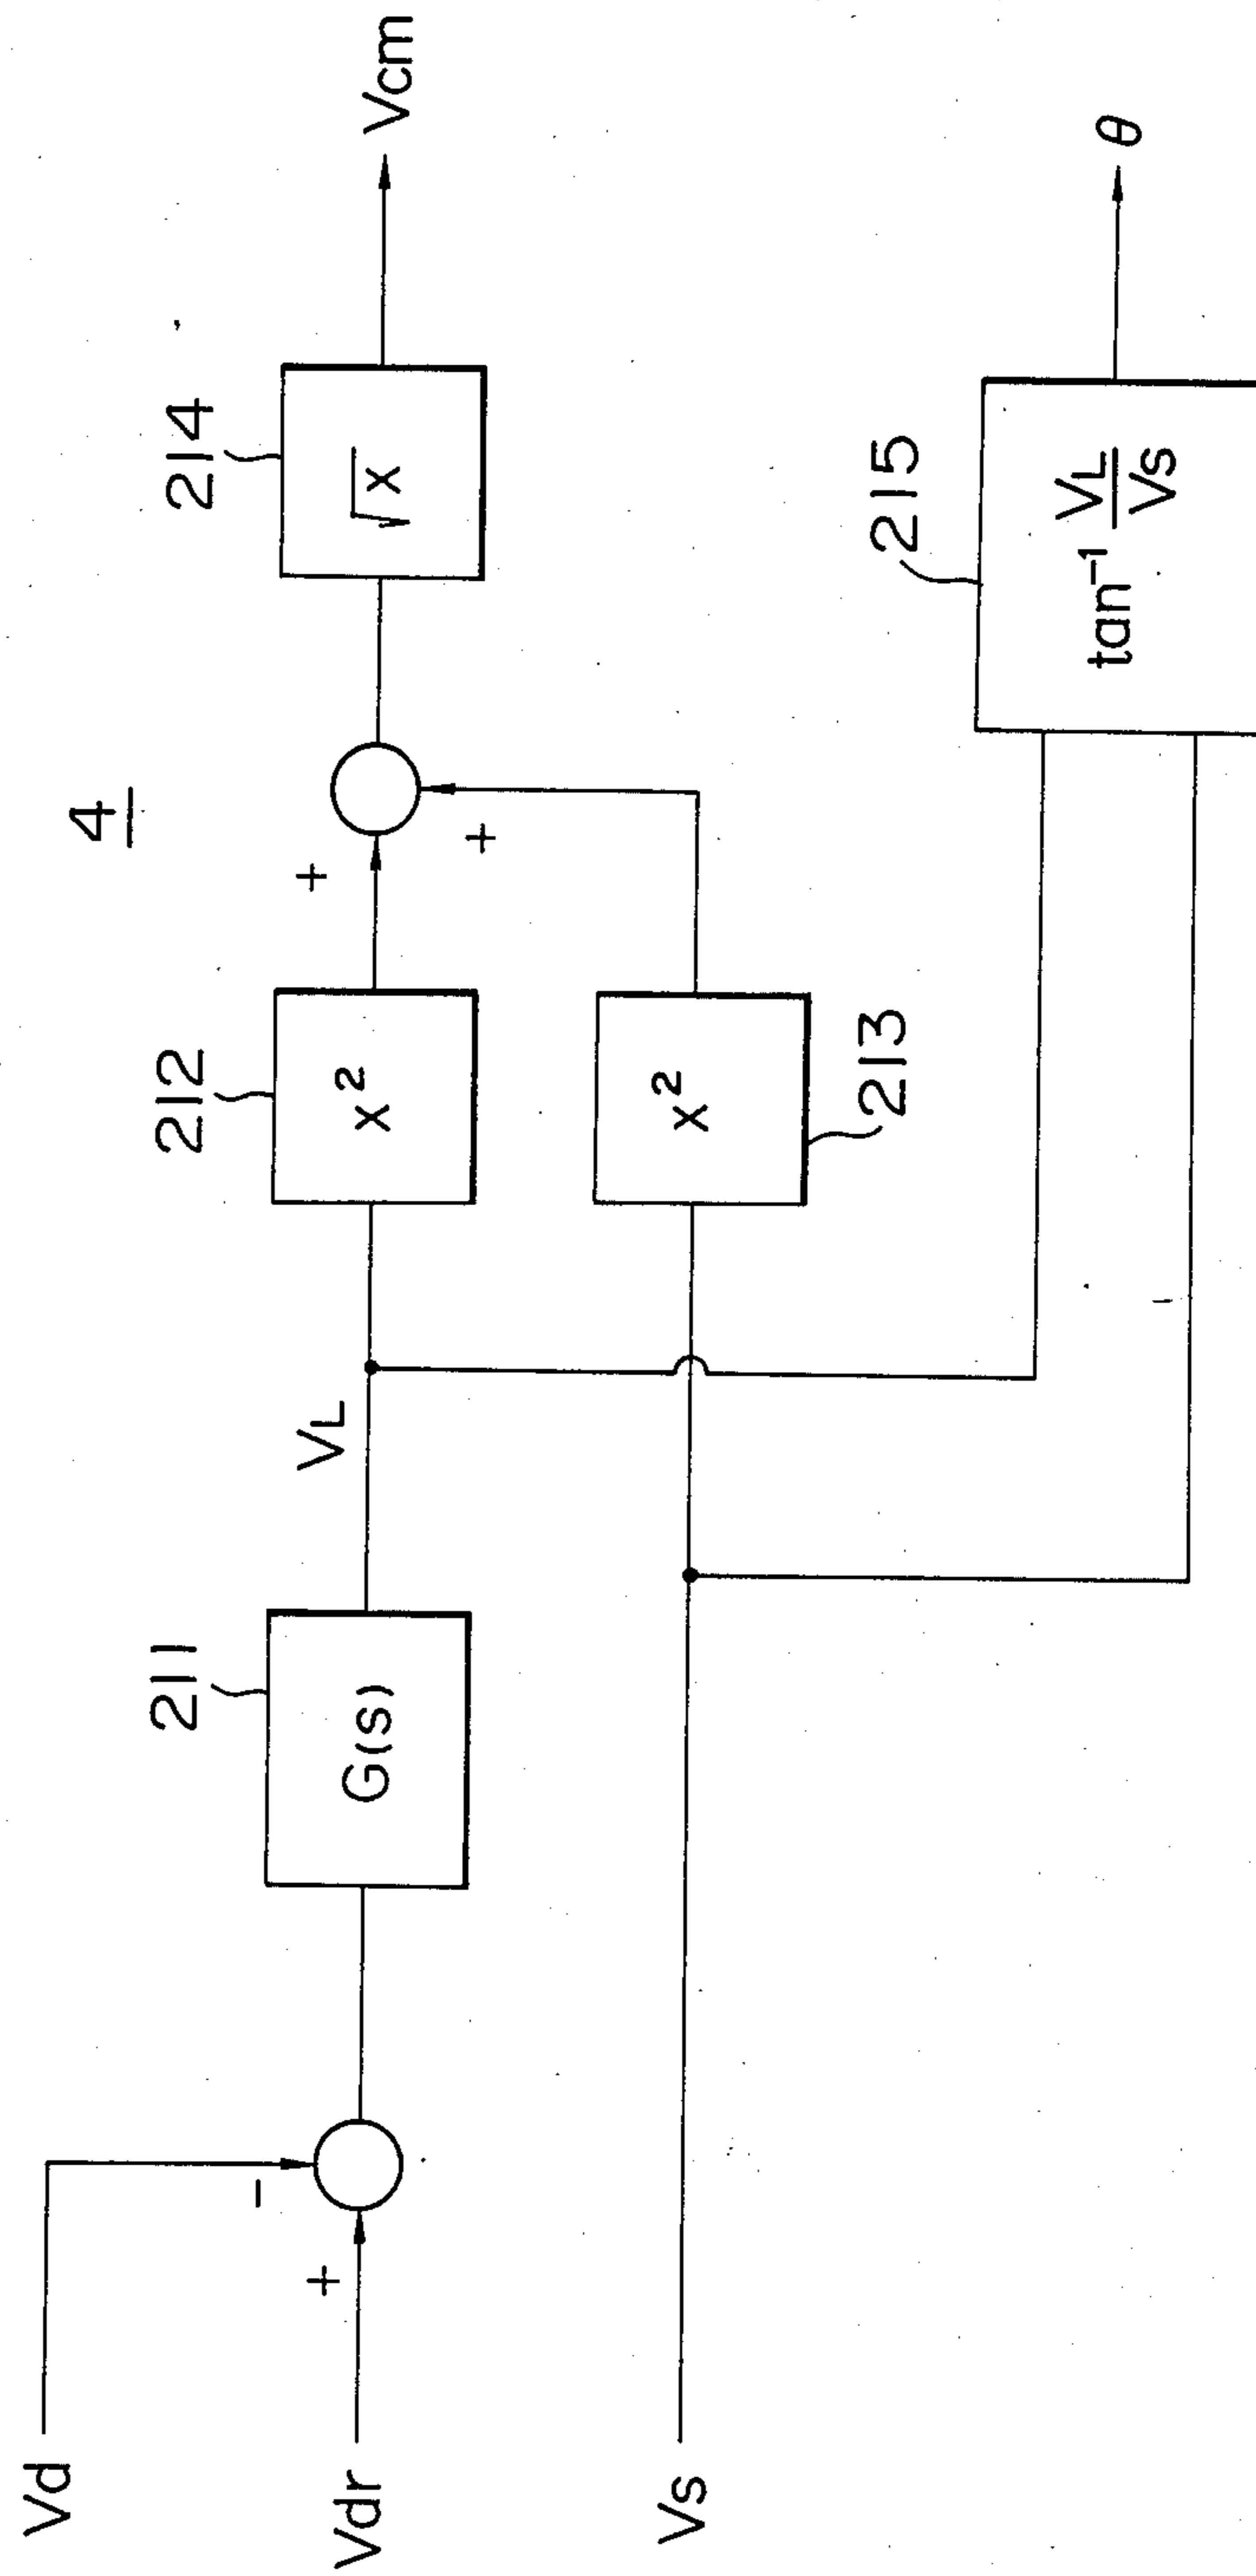 4
Vd
Vdr
Vs
-
+
211
G(s)
VL
212
x²
213
x²
+
+
214
√x
Vcm
215
tan⁻¹ VL/Vs
θ